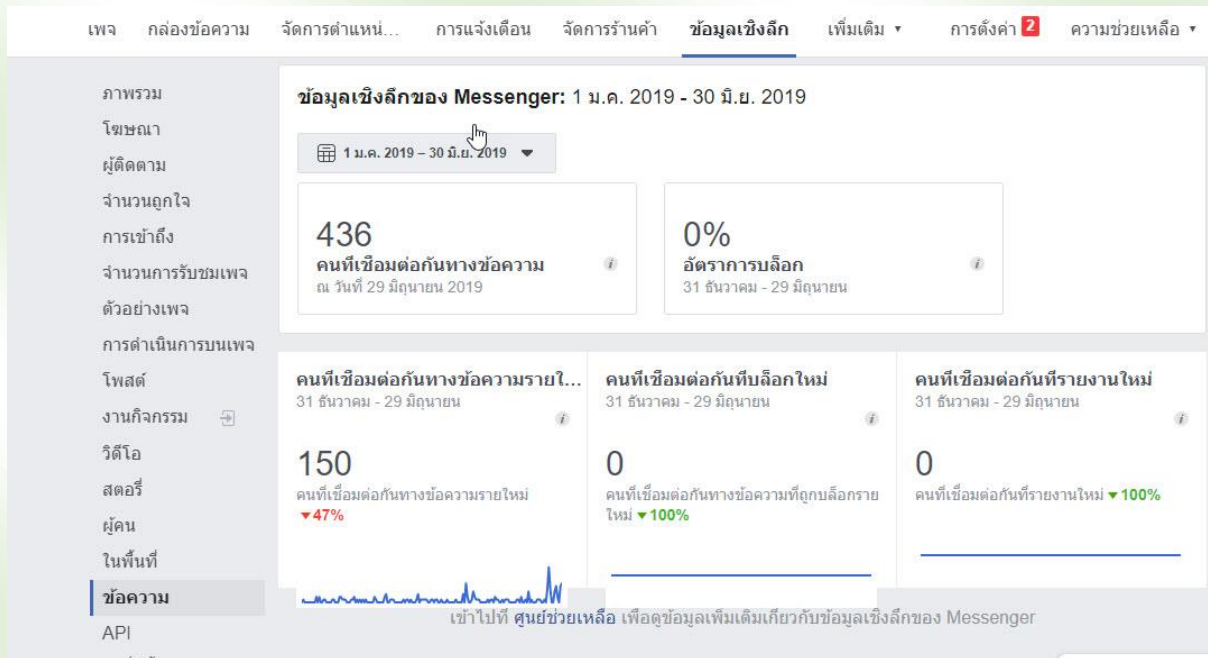 เพจ กล่องข้อความ จัดการตำแหน่... การแจ้งเตือน จัดการร้านค้า ข้อมูลเชิงลึก เพิ่มเติม ▾ การตั้งค่า 2 ความช่วยเหลือ ▾
ภาพรวม
โฆษณา
ผู้ติดตาม
จำนวนถูกใจ
การเข้าถึง
จำนวนการรับชมเพจ
ตัวอย่างเพจ
การดำเนินการบนเพจ
โพสต์
งานกิจกรรม
วิดีโอ
สตอรี่
ผู้คน
ในพื้นที่
ข้อความ
API
ข้อมูลเชิงลึกของ Messenger: 1 ม.ค. 2019 - 30 มิ.ย. 2019
1 ม.ค. 2019 – 30 มิ.ย. 2019
436
คนที่เชื่อมต่อกันทางข้อความ
ณ วันที่ 29 มิถุนายน 2019
0%
อัตราการบล็อก
31 ธันวาคม - 29 มิถุนายน
คนที่เชื่อมต่อกันทางข้อความรายใ...
31 ธันวาคม - 29 มิถุนายน
150
คนที่เชื่อมต่อกันทางข้อความรายใหม่
▼47%
คนที่เชื่อมต่อกันที่บล็อกใหม่
31 ธันวาคม - 29 มิถุนายน
0
คนที่เชื่อมต่อกันทางข้อความที่ถูกบล็อกราย
ใหม่ ▼100%
คนที่เชื่อมต่อกันที่รายงานใหม่
31 ธันวาคม - 29 มิถุนายน
0
คนที่เชื่อมต่อกันที่รายงานใหม่ ▼100%
เข้าไปที่ ศูนย์ช่วยเหลือ เพื่อดูข้อมูลเพิ่มเติมเกี่ยวกับข้อมูลเชิงลึกของ Messenger